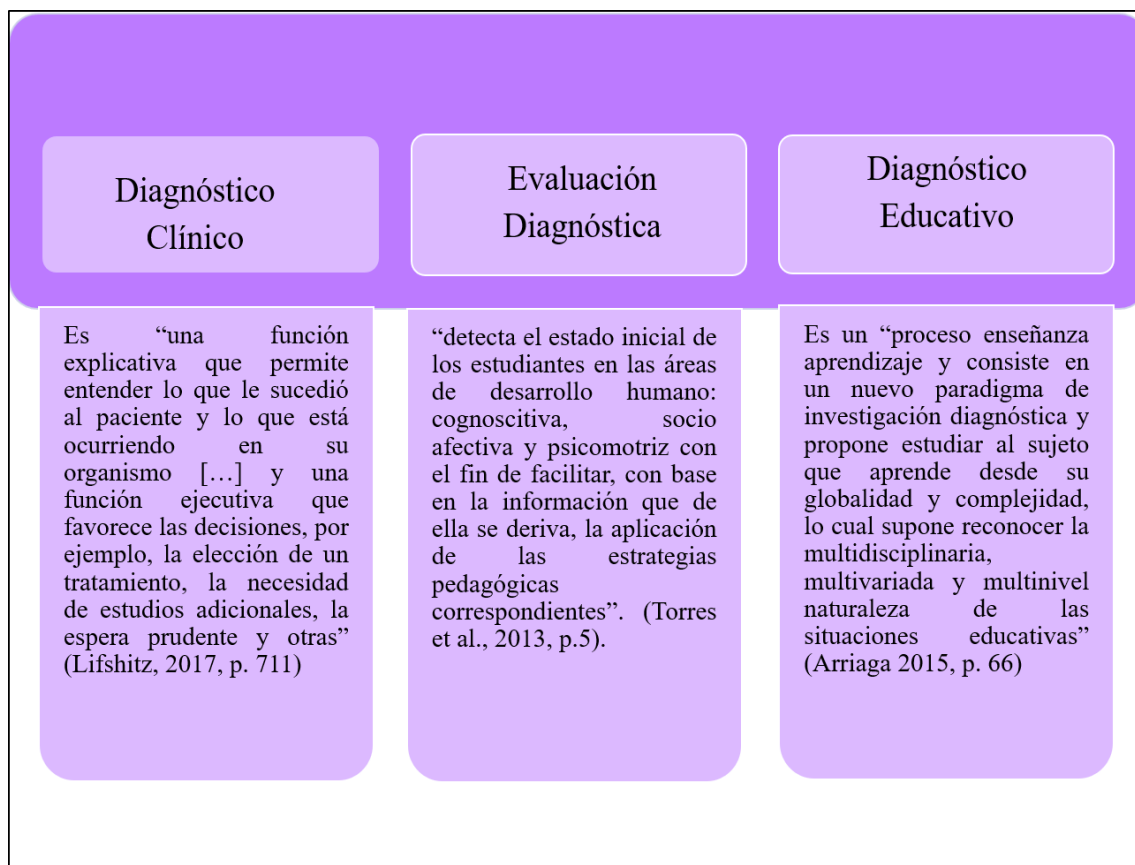 Diagnóstico
Clínico
Es “una función
explicativa que permite
entender lo que le sucedió
al paciente y lo que está
ocurriendo en su
organismo […] y una
función ejecutiva que
favorece las decisiones, por
ejemplo, la elección de un
tratamiento, la necesidad
de estudios adicionales, la
espera prudente y otras”
(Lifshitz, 2017, p. 711)
Evaluación
Diagnóstica
“detecta el estado inicial de
los estudiantes en las áreas
de desarrollo humano:
cognoscitiva, socio
afectiva y psicomotriz con
el fin de facilitar, con base
en la información que de
ella se deriva, la aplicación
de las estrategias
pedagógicas
correspondientes”. (Torres
et al., 2013, p.5).
Diagnóstico
Educativo
Es un “proceso enseñanza
aprendizaje y consiste en
un nuevo paradigma de
investigación diagnóstica y
propone estudiar al sujeto
que aprende desde su
globalidad y complejidad,
lo cual supone reconocer la
multidisciplinaria,
multivariada y multinivel
naturaleza de las
situaciones educativas”
(Arriaga 2015, p. 66)